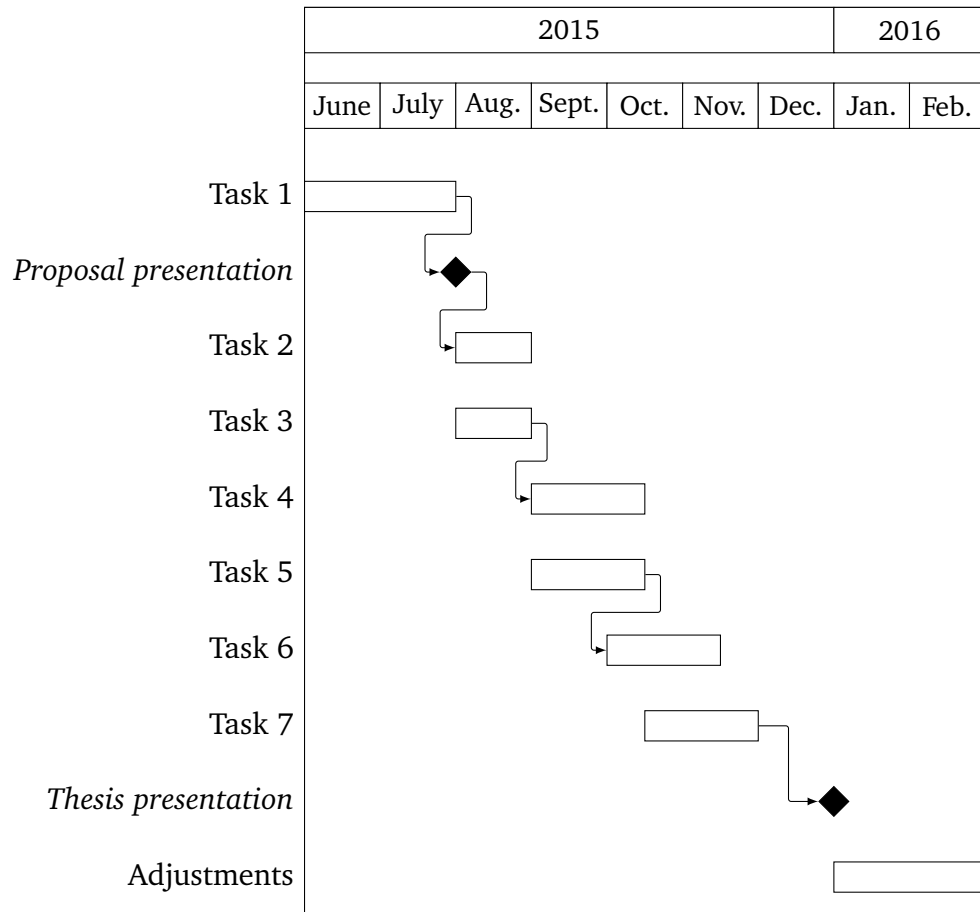 2015 2016
June July Aug. Sept. Oct. Nov. Dec. Jan. Feb.
Task 1
Proposal presentation
Task 2
Task 3
Task 4
Task 5
Task 6
Task 7
Thesis presentation
Adjustments